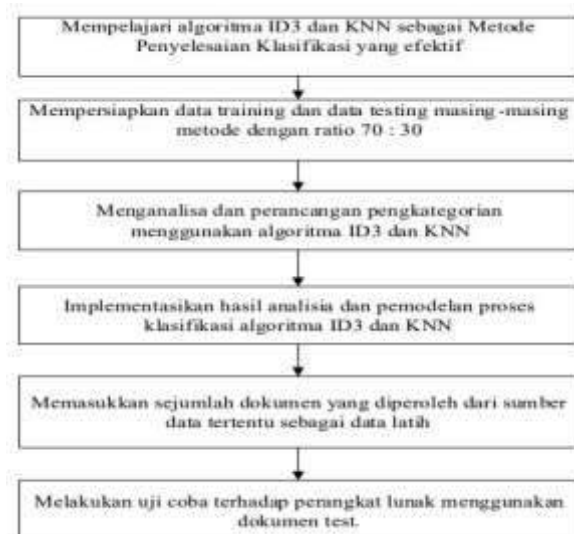 Mempelajari algoritma ID3 dan KNN sebagai Metode
Penyelesaian Klasifikasi yang efektif
Mempersiapkan data training dan data testing masing-masing
metode dengan ratio 70 : 30
Menganalisa dan perancangan pengkategorian
menggunakan algoritma ID3 dan KNN
Implementasikan hasil analisia dan pemodelan proses
klasifikasi algoritma ID3 dan KNN
Memasukkan sejumlah dokumen yang diperoleh dari sumber
data tertentu sebagai data latih
Melakukan uji coba terhadap perangkat lunak menggunakan
dokumen test.